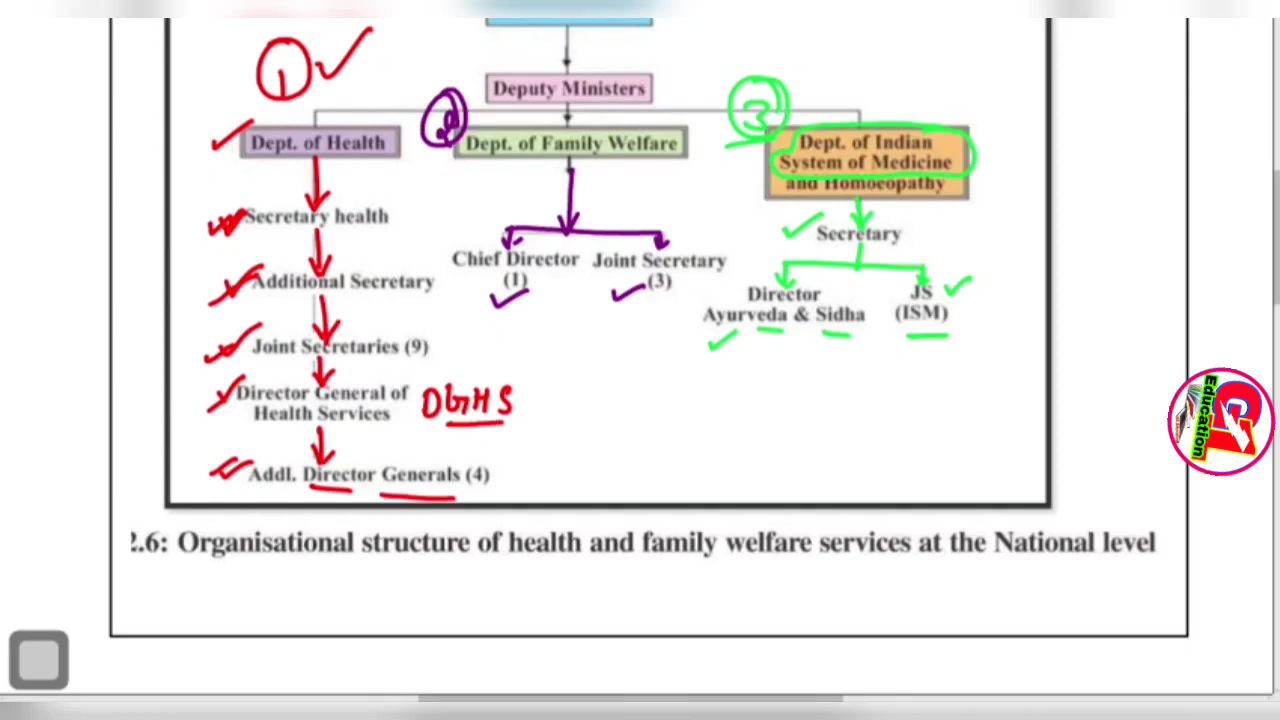 1
Deputy Ministers
2
3
Dept. of Health
Dept. of Family Welfare
Dept. of Indian
System of Medicine
and Homoeopathy
Secretary health
Additional Secretary
Joint Secretaries (9)
Director General of
Health Services
DGHS
Addl. Director Generals (4)
Chief Director
(1)
Joint Secretary
(3)
Secretary
Director
Ayurveda & Sidha
JS
(ISM)
2.6: Organisational structure of health and family welfare services at the National level
Education